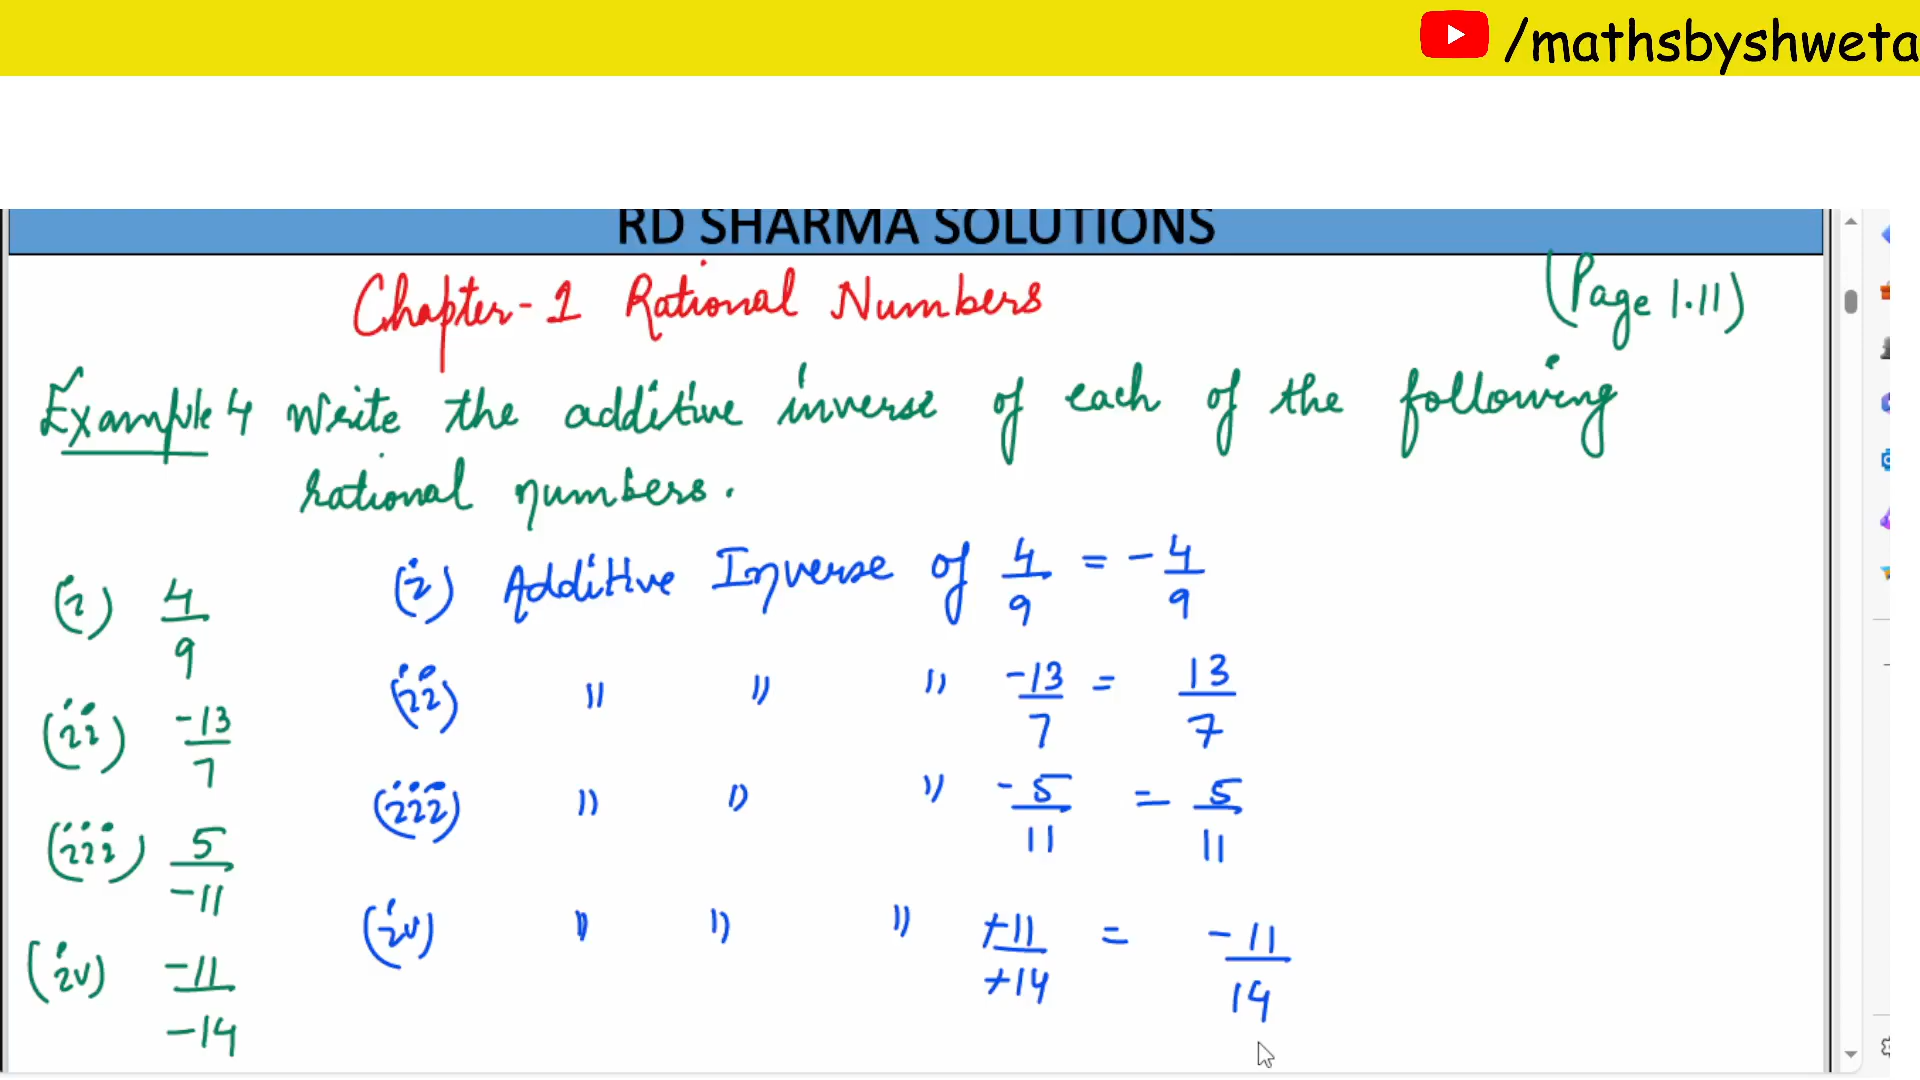 /mathsbyshweta
RD SHARMA SOLUTIONS
Chapter-1 Rational Numbers (Page 1.11)
Example 4 Write the additive inverse of each of the following
rational numbers.
(i) 4/9 (i) Additive Inverse of 4/9 = -4/9
(ii) -13/7 (ii) " " " -13/7 = 13/7
(iii) 5/-11 (iii) " " " -5/11 = 5/11
(iv) -11/-14 (iv) " " " +11/+14 = -11/14